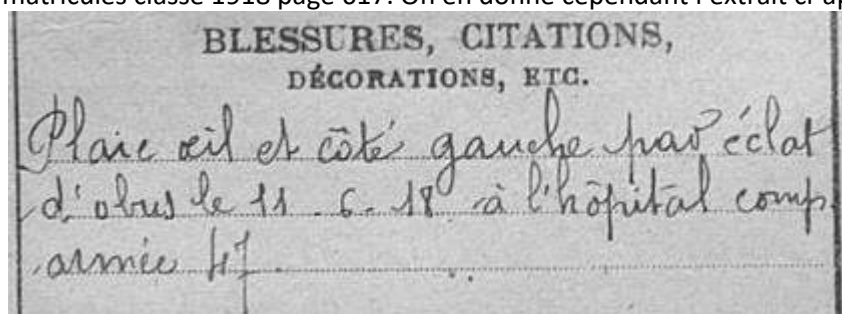 matricules classe 1918 page 617. On en donne cependant l'extrait ci ap
BLESSURES, CITATIONS,
DÉCORATIONS, ETC.
Plaie œil et côté gauche par éclat
d'obus le 11.6.18 à l'hôpital comp.
armée